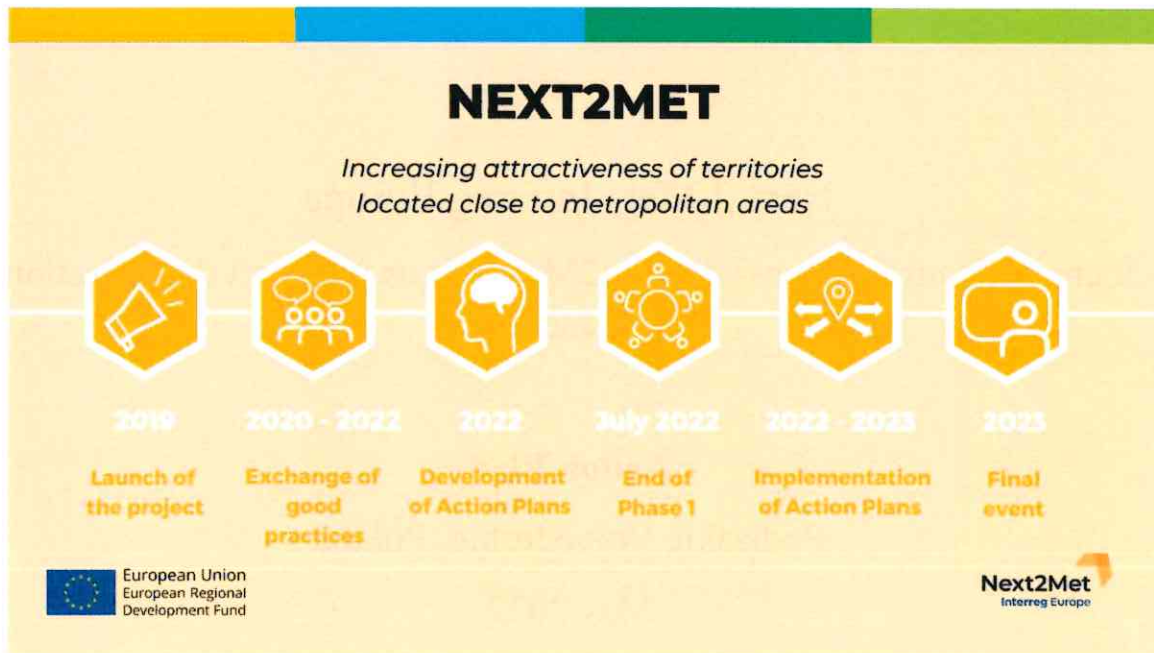 NEXT2MET
Increasing attractiveness of territories
located close to metropolitan areas
2019
2020 - 2022
2022
July 2022
2022 - 2023
2023
Launch of
the project
Exchange of
good
practices
Development
of Action Plans
End of
Phase 1
Implementation
of Action Plans
Final
event
European Union
European Regional
Development Fund
Next2Met
Interreg Europe